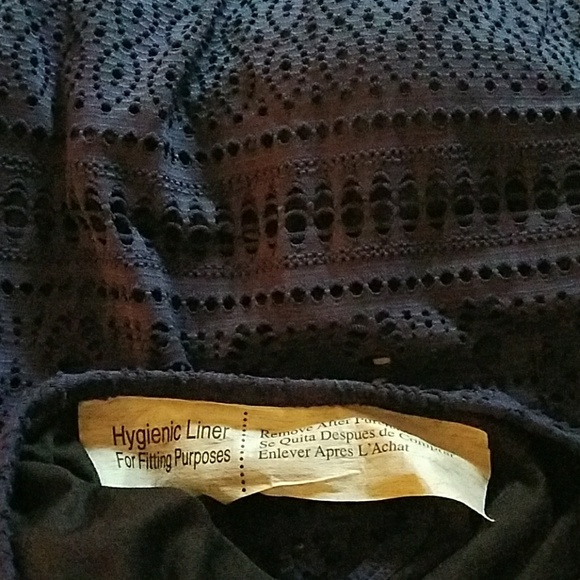 Hygienic Liner
For Fitting Purposes
Remove After
Se Quita Despues de
Enlever Apres L'Achat